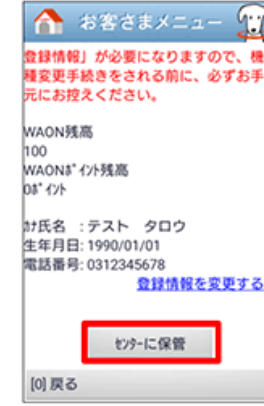 お客さまメニュー
登録情報」が必要になりますので、機
種変更手続きをされる前に、必ずお手
元にお控えください。
WAON残高
100
WAONﾎﾟｲﾝﾄ残高
0ﾎﾟｲﾝﾄ
ｶﾅ氏名 ：テスト タロウ
生年月日: 1990/01/01
電話番号: 0312345678
登録情報を変更する
ｾﾝﾀｰに保管
[0] 戻る